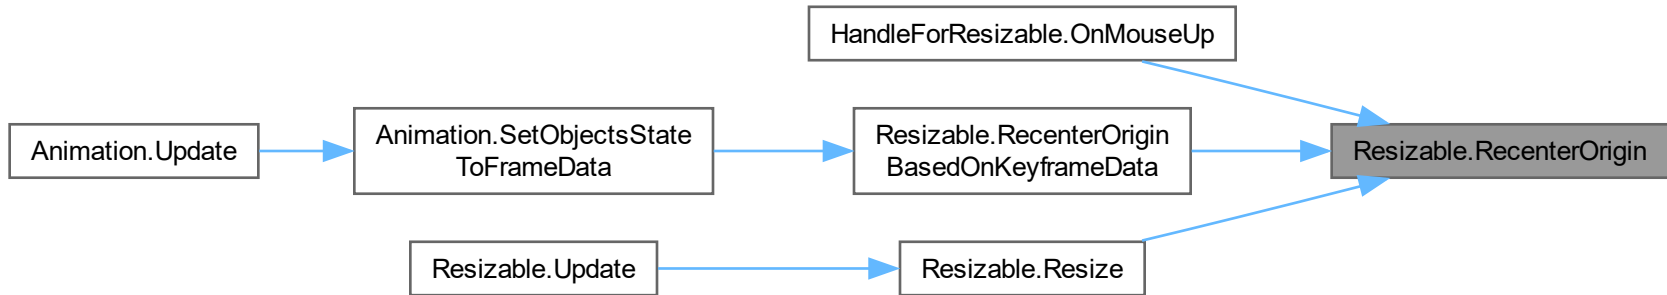 HandleForResizable.OnMouseUp
Animation.Update
Animation.SetObjectsState
ToFrameData
Resizable.RecenterOrigin
BasedOnKeyframeData
Resizable.RecenterOrigin
Resizable.Update
Resizable.Resize